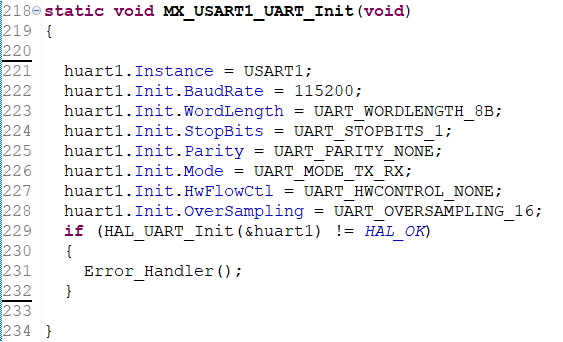 218 static void MX_USART1_UART_Init(void)
219 {
220
221 huart1.Instance = USART1;
222 huart1.Init.BaudRate = 115200;
223 huart1.Init.WordLength = UART_WORDLENGTH_8B;
224 huart1.Init.StopBits = UART_STOPBITS_1;
225 huart1.Init.Parity = UART_PARITY_NONE;
226 huart1.Init.Mode = UART_MODE_TX_RX;
227 huart1.Init.HwFlowCtl = UART_HWCONTROL_NONE;
228 huart1.Init.OverSampling = UART_OVERSAMPLING_16;
229 if (HAL_UART_Init(&huart1) != HAL_OK)
230 {
231 Error_Handler();
232 }
233
234 }